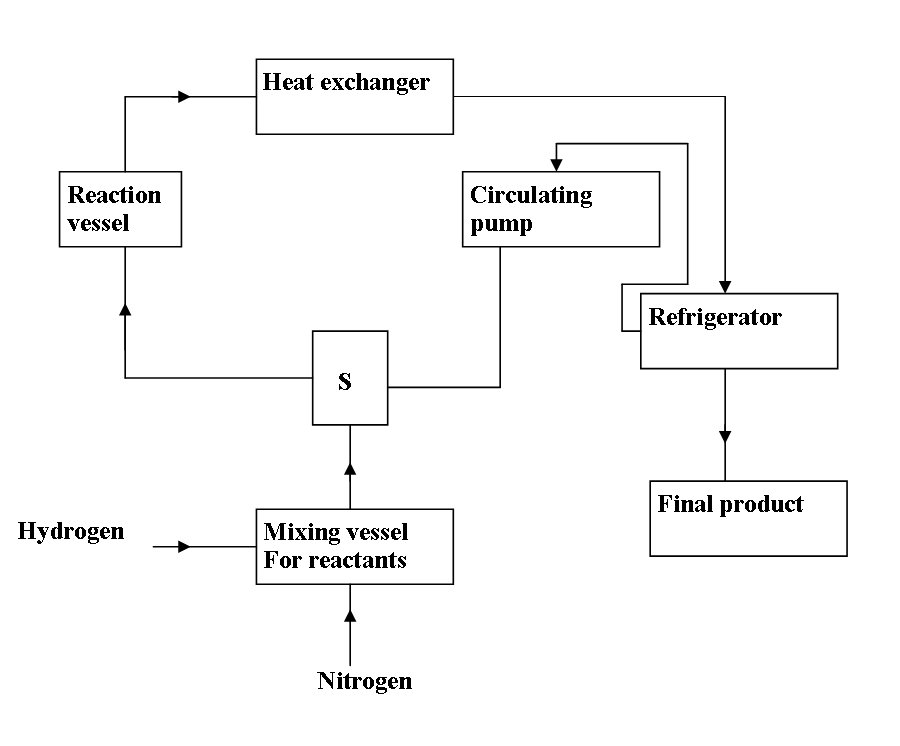 Heat exchanger
Reaction
vessel
Circulating
pump
Refrigerator
S
Final product
Hydrogen
Mixing vessel
For reactants
Nitrogen